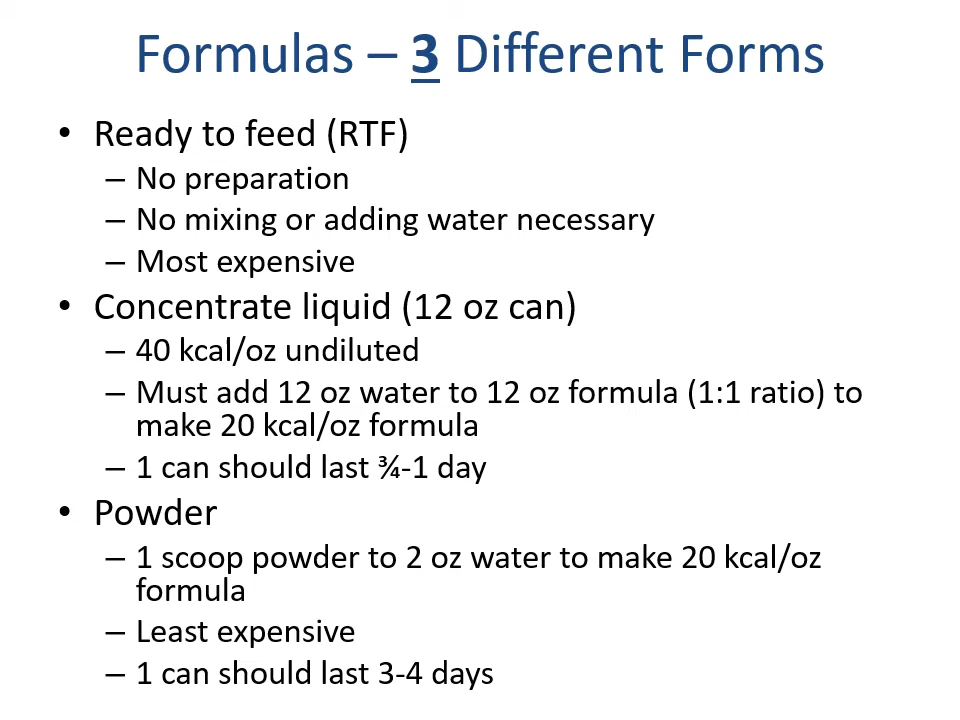 Formulas – 3 Different Forms
• Ready to feed (RTF)
– No preparation
– No mixing or adding water necessary
– Most expensive
• Concentrate liquid (12 oz can)
– 40 kcal/oz undiluted
– Must add 12 oz water to 12 oz formula (1:1 ratio) to
make 20 kcal/oz formula
– 1 can should last ¾-1 day
• Powder
– 1 scoop powder to 2 oz water to make 20 kcal/oz
formula
– Least expensive
– 1 can should last 3-4 days